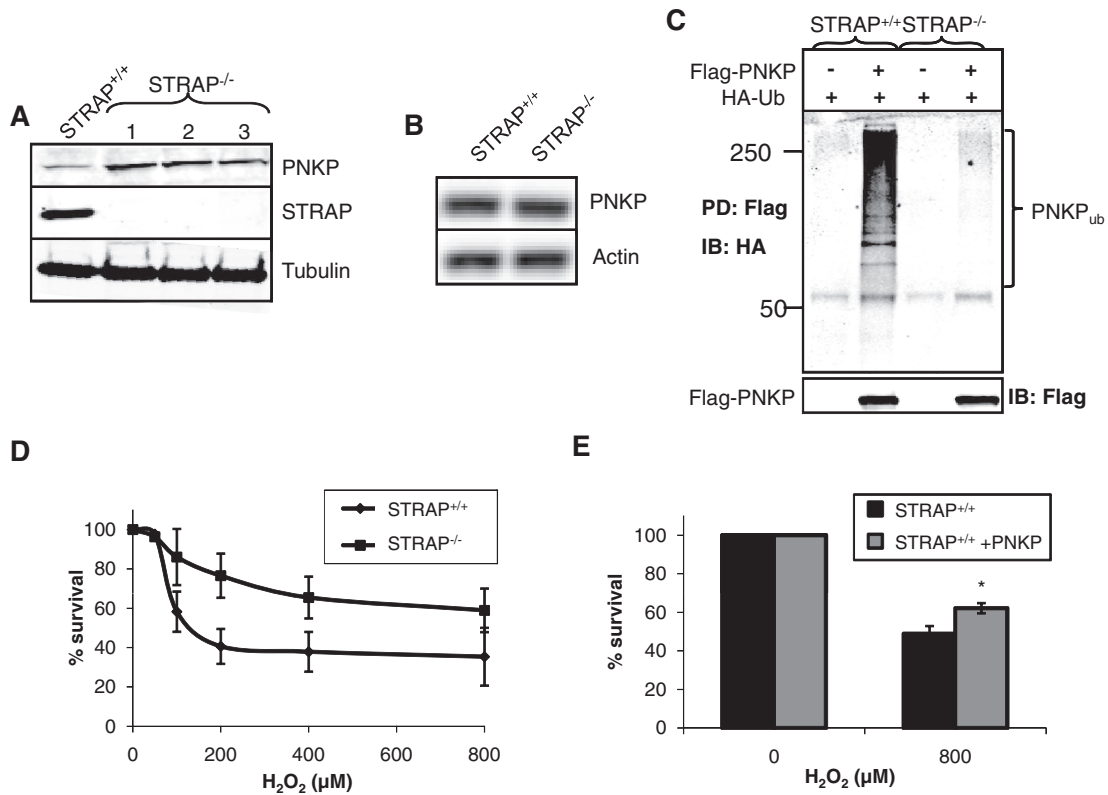 A
STRAP+/+
STRAP-/-
1 2 3
PNKP
STRAP
Tubulin
B
STRAP+/+
STRAP-/-
PNKP
Actin
C
STRAP+/+ STRAP-/-
Flag-PNKP - + - +
HA-Ub + + + +
250
PD: Flag
IB: HA
50
PNKPub
Flag-PNKP
IB: Flag
D
STRAP+/+
STRAP-/-
% survival
100
80
60
40
20
0
0 200 400 600 800
H2O2 (µM)
E
STRAP+/+
STRAP+/+ +PNKP
% survival
100
80
60
40
20
0
*
0 800
H2O2 (µM)